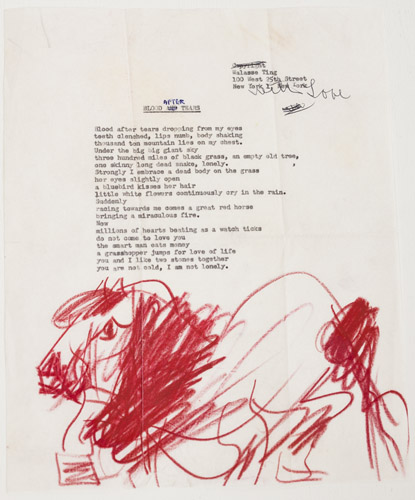 Copyright
Walasse Ting
100 West 25th Street
New York 1, New York
With Love
AFTER
BLOOD AND TEARS
Blood after tears dropping from my eyes
teeth clenched, lips numb, body shaking
thousand ton mountain lies on my chest.
Under the big big giant sky
three hundred miles of black grass, an empty old tree,
one skinny long dead snake, lonely.
Strongly I embrace a dead body on the grass
her eyes slightly open
a bluebird kisses her hair
little white flowers continuously cry in the rain.
Suddenly
racing towards me comes a great red horse
bringing a miraculous fire.
Now
millions of hearts beating as a watch ticks
do not come to love you
the smart man eats money
a grasshopper jumps for love of life
you and I like two stones together
you are not cold, I am not lonely.